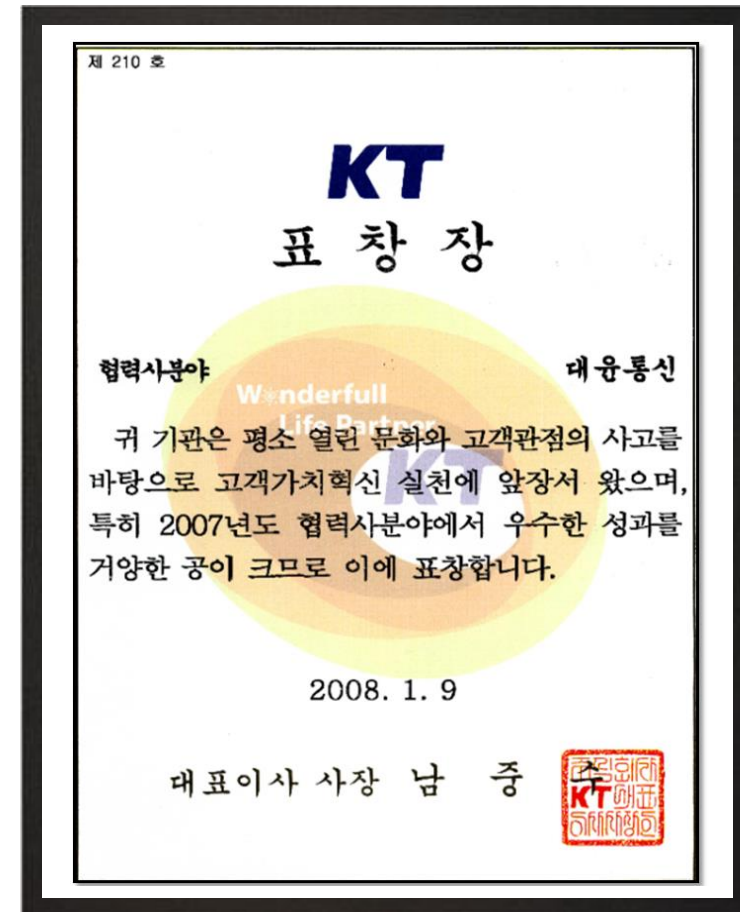 제 210 호
KT
표 창 장
협력사분야 대윤통신
Wonderfull
Life Partner
KT
귀 기관은 평소 열린 문화와 고객관점의 사고를
바탕으로 고객가치혁신 실천에 앞장서 왔으며,
특히 2007년도 협력사분야에서 우수한 성과를
거양한 공이 크므로 이에 표창합니다.
2008. 1. 9
대표이사 사장 남 중 수
KT